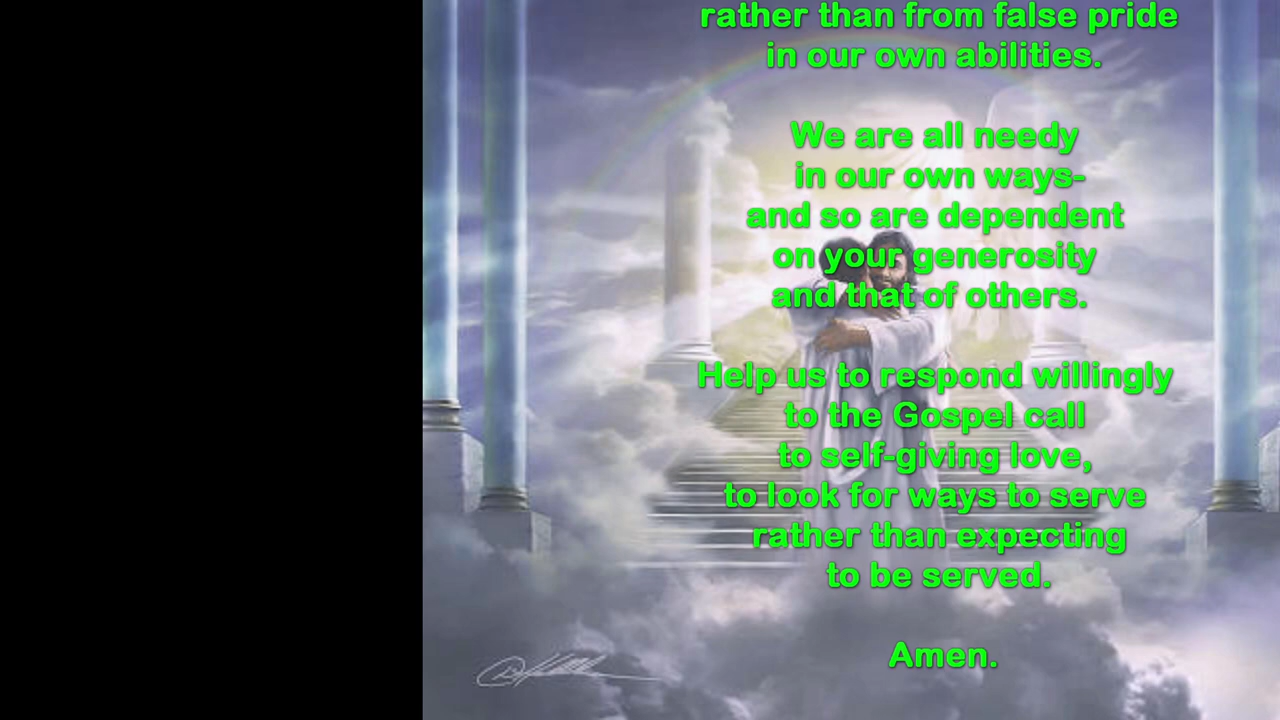 rather than from false pride
in our own abilities.
We are all needy
in our own ways-
and so are dependent
on your generosity
and that of others.
Help us to respond willingly
to the Gospel call
to self-giving love,
to look for ways to serve
rather than expecting
to be served.
Amen.